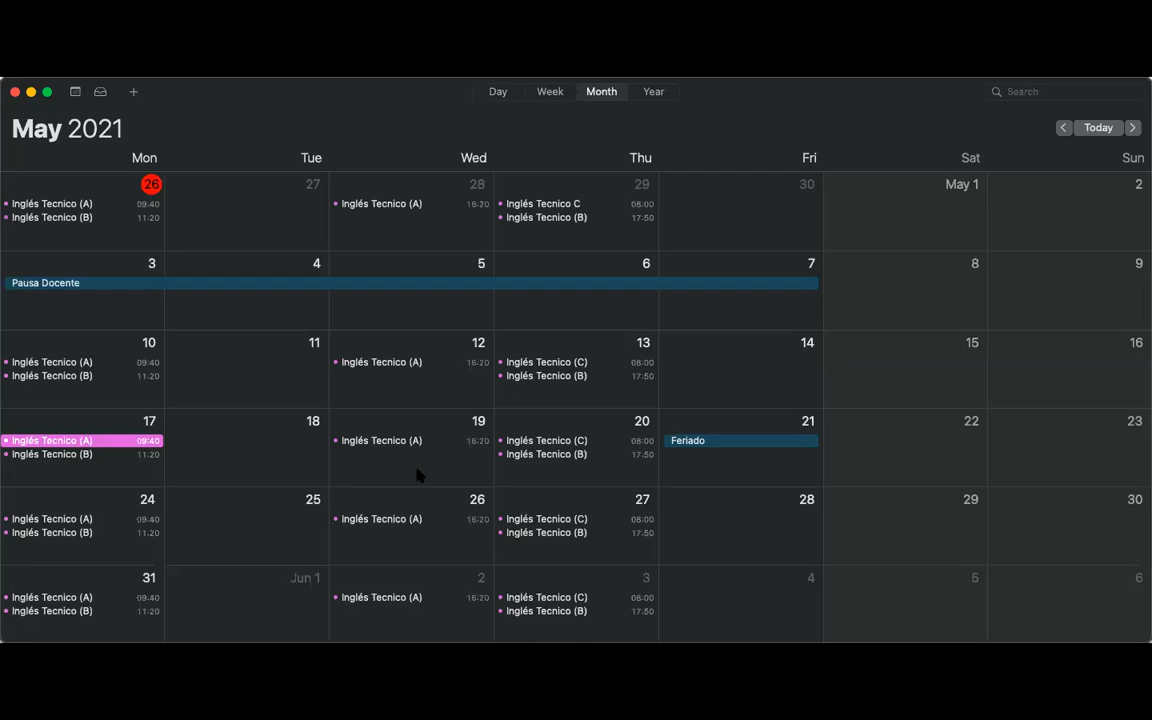 Day Week Month Year
Search
May 2021
Today
Mon Tue Wed Thu Fri Sat Sun
26 27 28 29 30 May 1 2
Inglés Tecnico (A) 09:40 Inglés Tecnico (A) 16:20 Inglés Tecnico C 08:00
Inglés Tecnico (B) 11:20 Inglés Tecnico (B) 17:50
3 4 5 6 7 8 9
Pausa Docente
10 11 12 13 14 15 16
Inglés Tecnico (A) 09:40 Inglés Tecnico (A) 16:20 Inglés Tecnico (C) 08:00
Inglés Tecnico (B) 11:20 Inglés Tecnico (B) 17:50
17 18 19 20 21 22 23
Inglés Tecnico (A) 09:40 Inglés Tecnico (A) 16:20 Inglés Tecnico (C) 08:00 Feriado
Inglés Tecnico (B) 11:20 Inglés Tecnico (B) 17:50
24 25 26 27 28 29 30
Inglés Tecnico (A) 09:40 Inglés Tecnico (A) 16:20 Inglés Tecnico (C) 08:00
Inglés Tecnico (B) 11:20 Inglés Tecnico (B) 17:50
31 Jun 1 2 3 4 5 6
Inglés Tecnico (A) 09:40 Inglés Tecnico (A) 16:20 Inglés Tecnico (C) 08:00
Inglés Tecnico (B) 11:20 Inglés Tecnico (B) 17:50